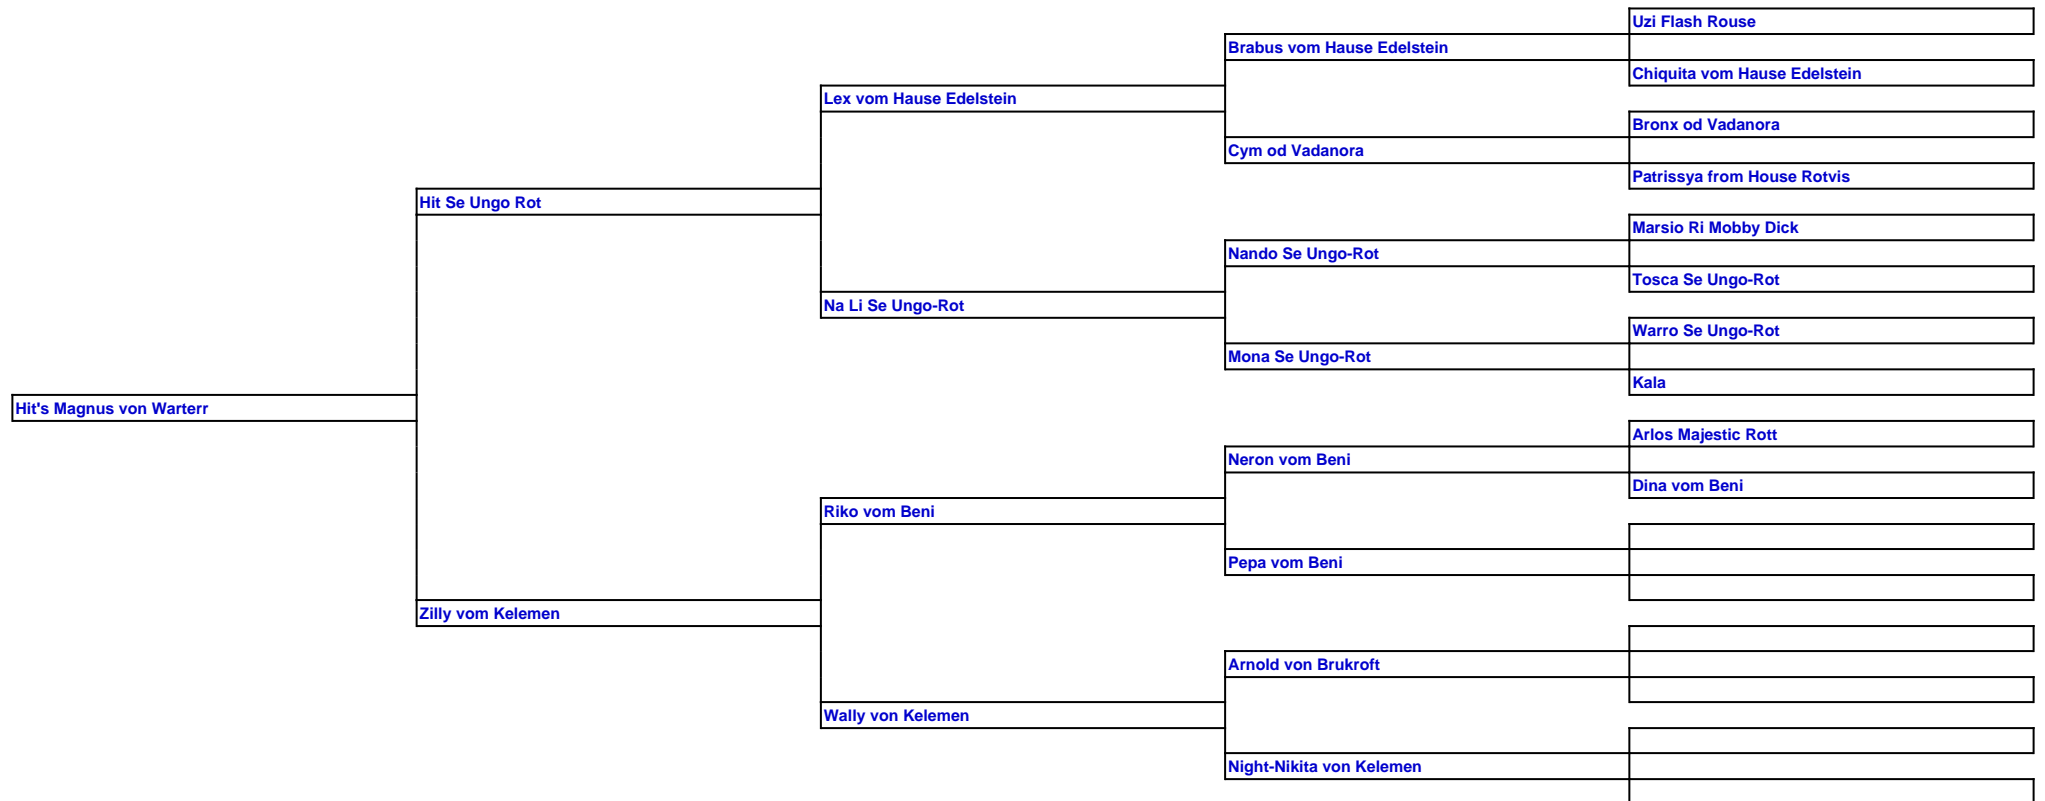 Uzi Flash Rouse
Brabus vom Hause Edelstein
Chiquita vom Hause Edelstein
Lex vom Hause Edelstein
Bronx od Vadanora
Cym od Vadanora
Patrissya from House Rotvis
Hit Se Ungo Rot
Marsio Ri Mobby Dick
Nando Se Ungo-Rot
Tosca Se Ungo-Rot
Na Li Se Ungo-Rot
Warro Se Ungo-Rot
Mona Se Ungo-Rot
Kala
Hit's Magnus von Warterr
Arlos Majestic Rott
Neron vom Beni
Dina vom Beni
Riko vom Beni
Pepa vom Beni
Zilly vom Kelemen
Arnold von Brukroft
Wally von Kelemen
Night-Nikita von Kelemen